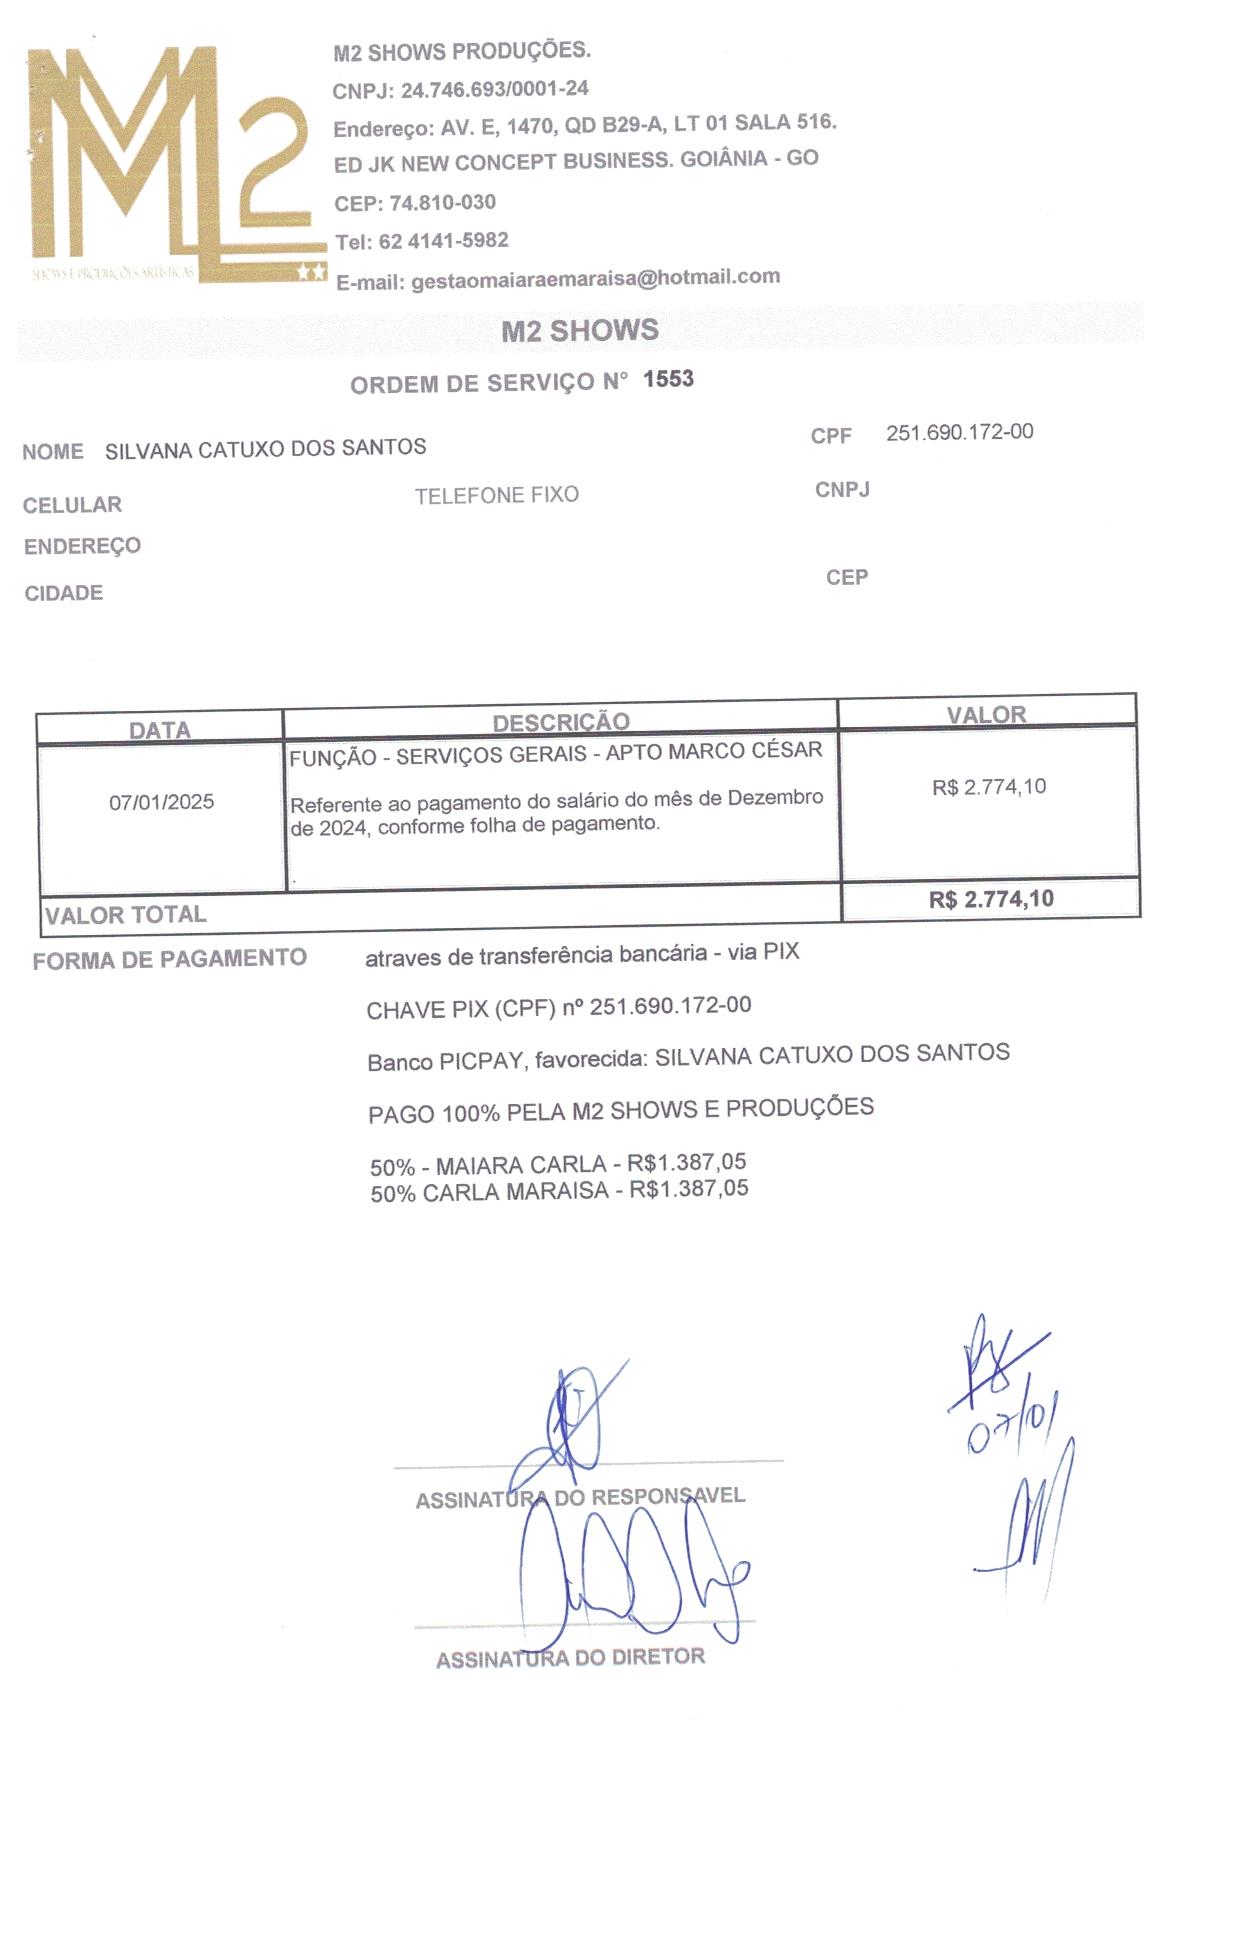 M2 SHOWS PRODUÇÕES.
CNPJ: 24.746.693/0001-24
Endereço: AV. E, 1470, QD B29-A, LT 01 SALA 516.
ED JK NEW CONCEPT BUSINESS. GOIÂNIA - GO
CEP: 74.810-030
Tel: 62 4141-5982
E-mail: gestaomaiaraemaraisa@hotmail.com
M2
SHOWS E PRODUÇÕES ARTÍSTICAS
M2 SHOWS
ORDEM DE SERVIÇO N° 1553
NOME SILVANA CATUXO DOS SANTOS CPF 251.690.172-00
CELULAR TELEFONE FIXO CNPJ
ENDEREÇO
CIDADE CEP
DATA DESCRIÇÃO VALOR
FUNÇÃO - SERVIÇOS GERAIS - APTO MARCO CÉSAR
07/01/2025 Referente ao pagamento do salário do mês de Dezembro R$ 2.774,10
de 2024, conforme folha de pagamento.
VALOR TOTAL R$ 2.774,10
FORMA DE PAGAMENTO atraves de transferência bancária - via PIX
CHAVE PIX (CPF) nº 251.690.172-00
Banco PICPAY, favorecida: SILVANA CATUXO DOS SANTOS
PAGO 100% PELA M2 SHOWS E PRODUÇÕES
50% - MAIARA CARLA - R$1.387,05
50% CARLA MARAISA - R$1.387,05
07/01
ASSINATURA DO RESPONSAVEL
ASSINATURA DO DIRETOR